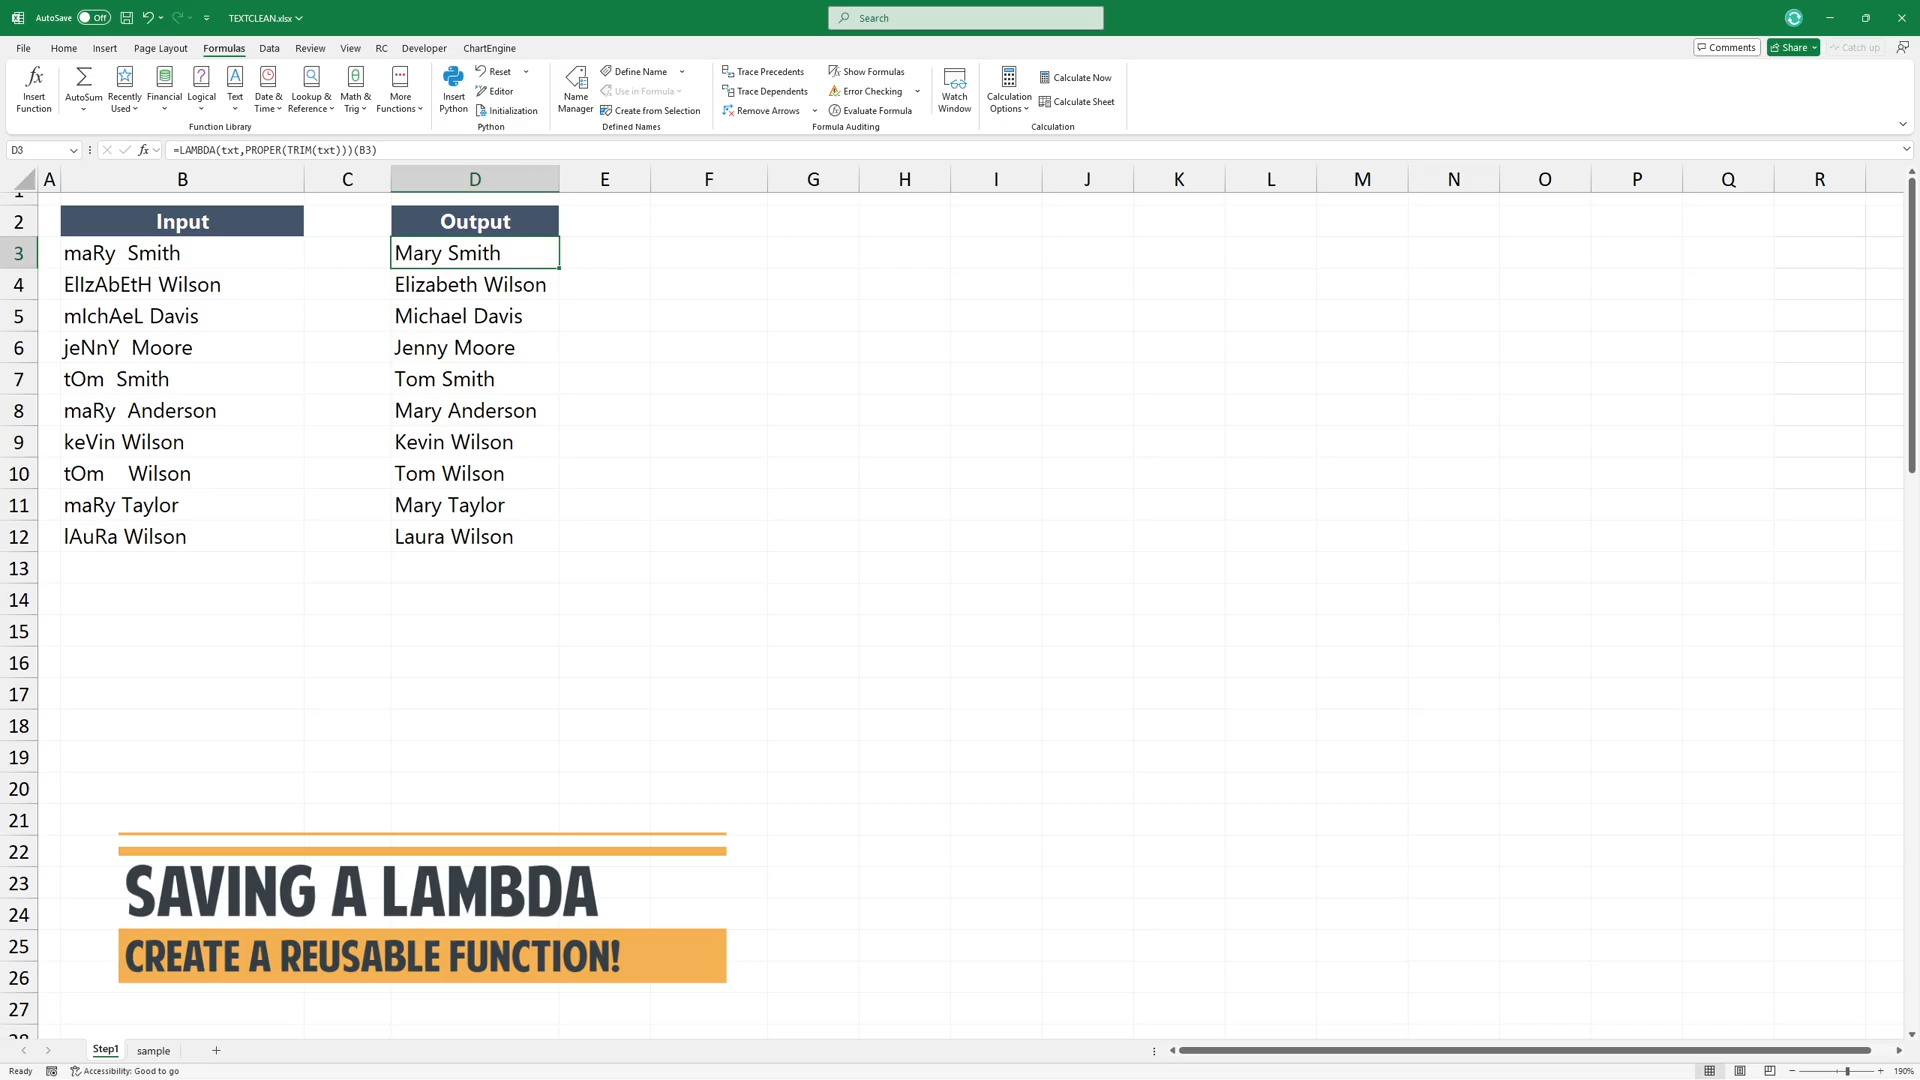 AutoSave Off TEXTCLEAN.xlsx Search
File Home Insert Page Layout Formulas Data Review View RC Developer ChartEngine Comments Share Catch up
Insert Function
AutoSum
Recently Used
Financial
Logical
Text
Date & Time
Lookup & Reference
Math & Trig
More Functions
Function Library
Insert Python
Reset
Editor
Initialization
Python
Name Manager
Define Name
Use in Formula
Create from Selection
Defined Names
Trace Precedents
Trace Dependents
Remove Arrows
Show Formulas
Error Checking
Evaluate Formula
Formula Auditing
Watch Window
Calculation Options
Calculate Now
Calculate Sheet
Calculation
D3 fx =LAMBDA(txt,PROPER(TRIM(txt)))(B3)
A B C D E F G H I J K L M N O P Q R
1
2 Input Output
3 maRy  Smith Mary Smith
4 ElIzAbEtH Wilson Elizabeth Wilson
5 mIchAeL Davis Michael Davis
6 jeNnY  Moore Jenny Moore
7 tOm  Smith Tom Smith
8 maRy  Anderson Mary Anderson
9 keVin Wilson Kevin Wilson
10 tOm    Wilson Tom Wilson
11 maRy Taylor Mary Taylor
12 lAuRa Wilson Laura Wilson
13
14
15
16
17
18
19
20
21
22
23
24
25
26
27
28
SAVING A LAMBDA
CREATE A REUSABLE FUNCTION!
Step1 sample
Ready Accessibility: Good to go 190%